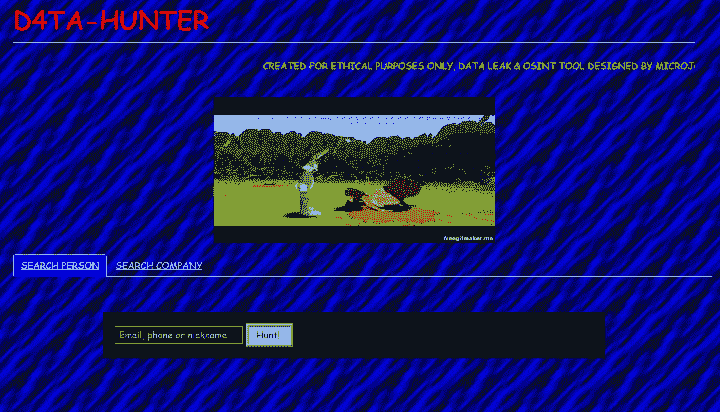 D4TA-HUNTER
CREATED FOR ETHICAL PURPOSES ONLY, DATA LEAK & OSINT TOOL DESIGNED BY MICROJ
freegifmaker.me
SEARCH PERSON
SEARCH COMPANY
Email, phone or nickname
Hunt!